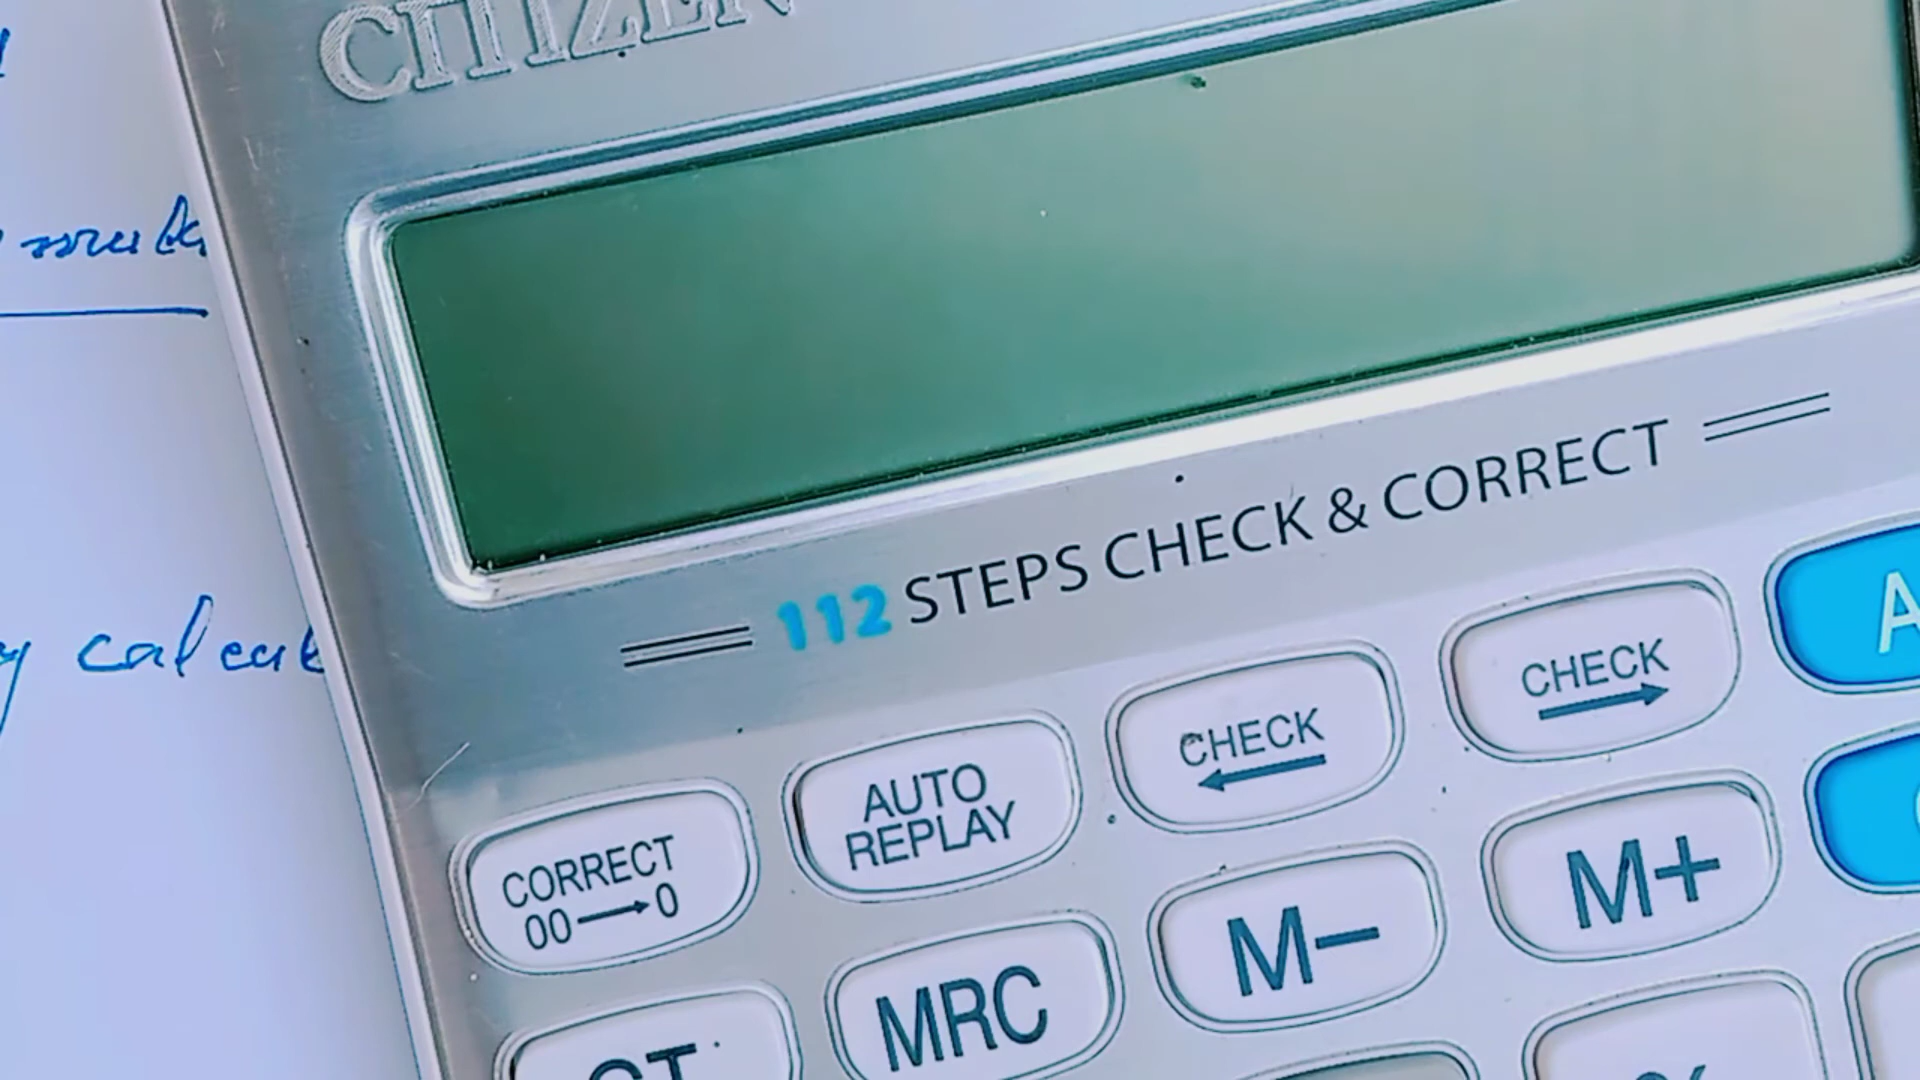 CITIZEN
112 STEPS CHECK & CORRECT
CORRECT
00→0
AUTO
REPLAY
CHECK
←
CHECK
→
MRC
M−
M+